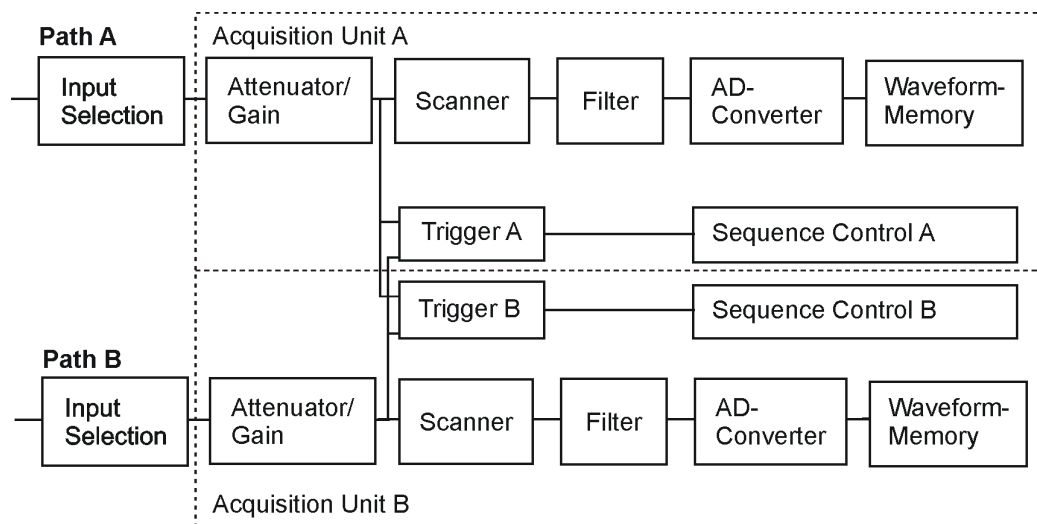 Path A
Acquisition Unit A
Input
Selection
Attenuator/
Gain
Scanner
Filter
AD-
Converter
Waveform-
Memory
Trigger A
Sequence Control A
Trigger B
Sequence Control B
Path B
Input
Selection
Attenuator/
Gain
Scanner
Filter
AD-
Converter
Waveform-
Memory
Acquisition Unit B